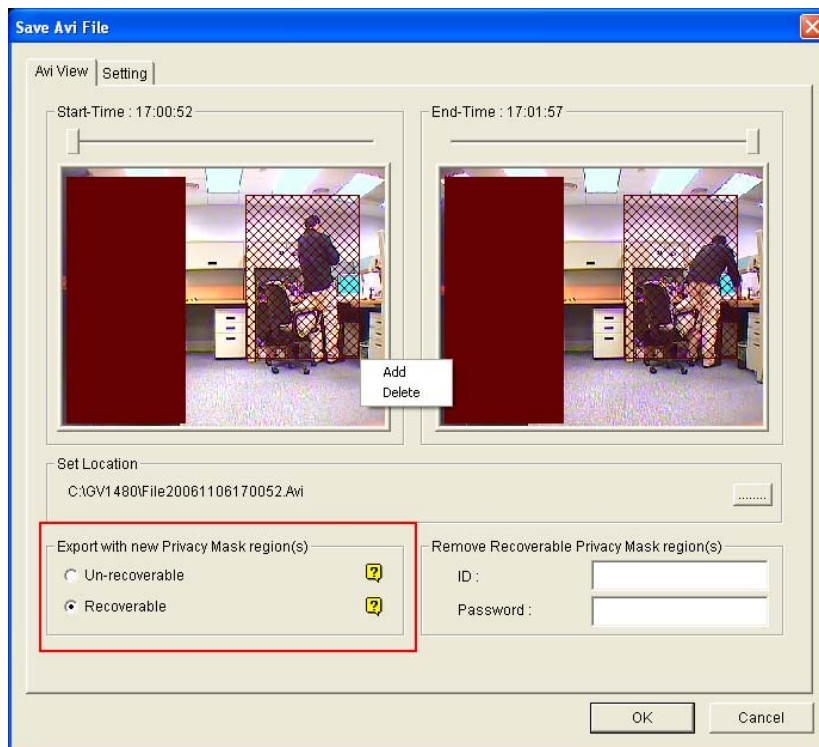 Save Avi File
Avi View
Setting
Start-Time : 17:00:52
End-Time : 17:01:57
Add
Delete
Set Location
C:\GV1480\File20061106170052.Avi
........
Export with new Privacy Mask region(s)
Un-recoverable
?
Recoverable
?
Remove Recoverable Privacy Mask region(s)
ID :
Password :
OK
Cancel